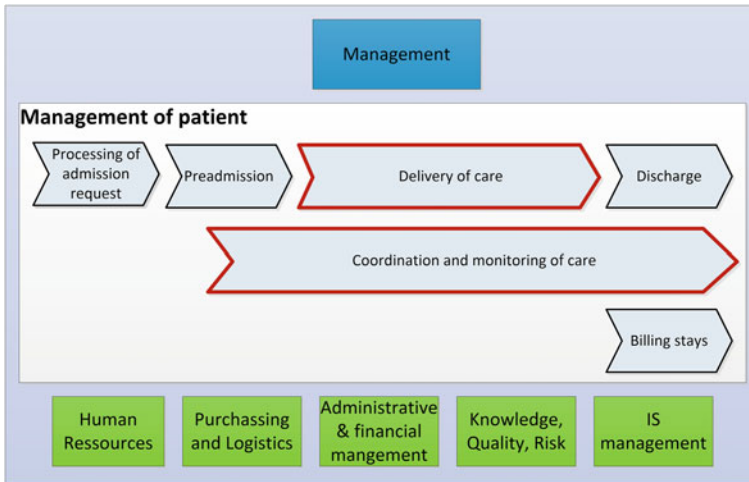 Management
Management of patient
Processing of
admission
request
Preadmission
Delivery of care
Discharge
Coordination and monitoring of care
Billing stays
Human
Ressources
Purchassing
and Logistics
Administrative
& financial
mangement
Knowledge,
Quality, Risk
IS
management